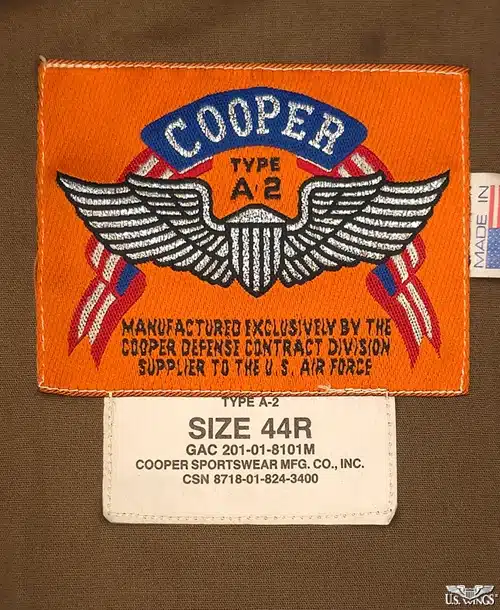 COOPER
TYPE
A-2
MADE IN
MANUFACTURED EXCLUSIVELY BY THE
COOPER DEFENSE CONTRACT DIVISION
SUPPLIER TO THE U.S. AIR FORCE
TYPE A-2
SIZE 44R
GAC 201-01-8101M
COOPER SPORTSWEAR MFG. CO., INC.
CSN 8718-01-824-3400
U.S. WINGS